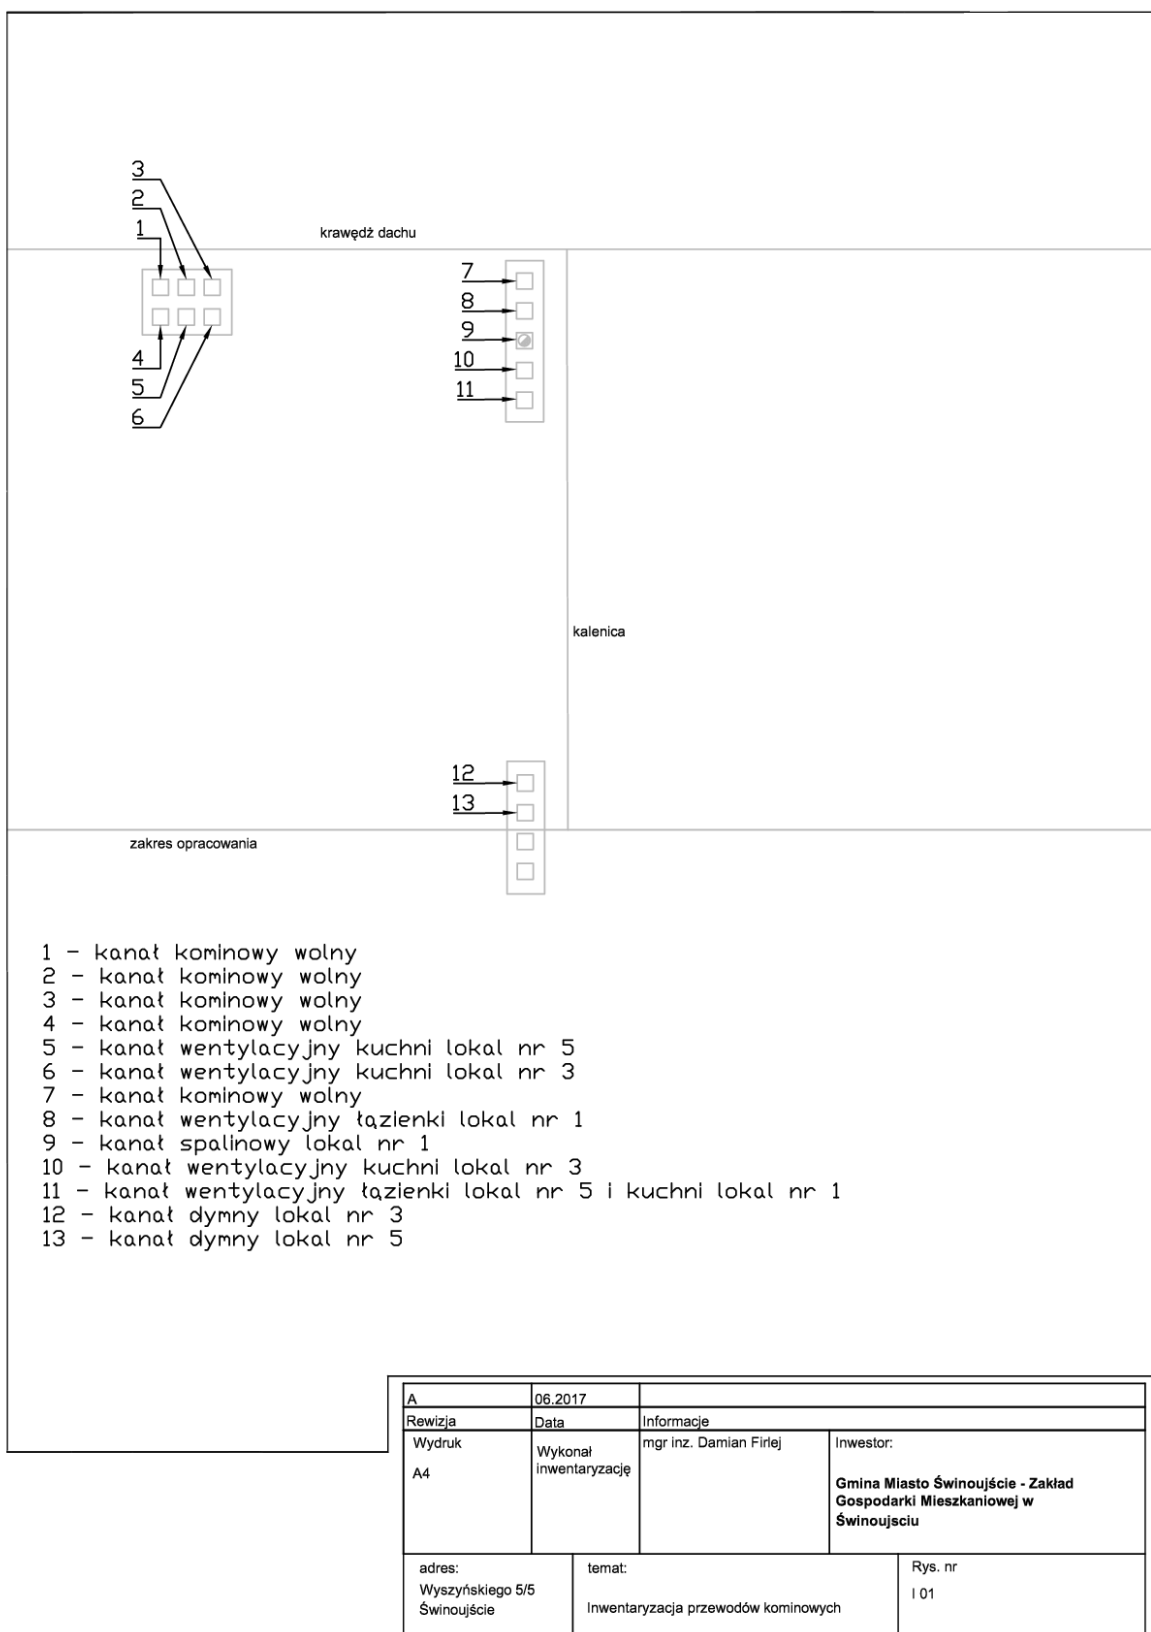 3
2
1
krawędź dachu
7
8
9
10
11
4
5
6
kalenica
12
13
zakres opracowania
1 - kanał kominowy wolny
2 - kanał kominowy wolny
3 - kanał kominowy wolny
4 - kanał kominowy wolny
5 - kanał wentylacyjny kuchni lokal nr 5
6 - kanał wentylacyjny kuchni lokal nr 3
7 - kanał kominowy wolny
8 - kanał wentylacyjny łązienki lokal nr 1
9 - kanał spalinowy lokal nr 1
10 - kanał wentylacyjny kuchni lokal nr 3
11 - kanał wentylacyjny łązienki lokal nr 5 i kuchni lokal nr 1
12 - kanał dymny lokal nr 3
13 - kanał dymny lokal nr 5
A 06.2017
Rewizja Data Informacje
Wydruk
A4
Wykonał
inwentaryzację
mgr inz. Damian Firlej
Inwestor:
Gmina Miasto Świnoujście - Zakład
Gospodarki Mieszkaniowej w
Świnoujsciu
adres:
Wyszyńskiego 5/5
Świnoujście
temat:
Inwentaryzacja przewodów kominowych
Rys. nr
I 01